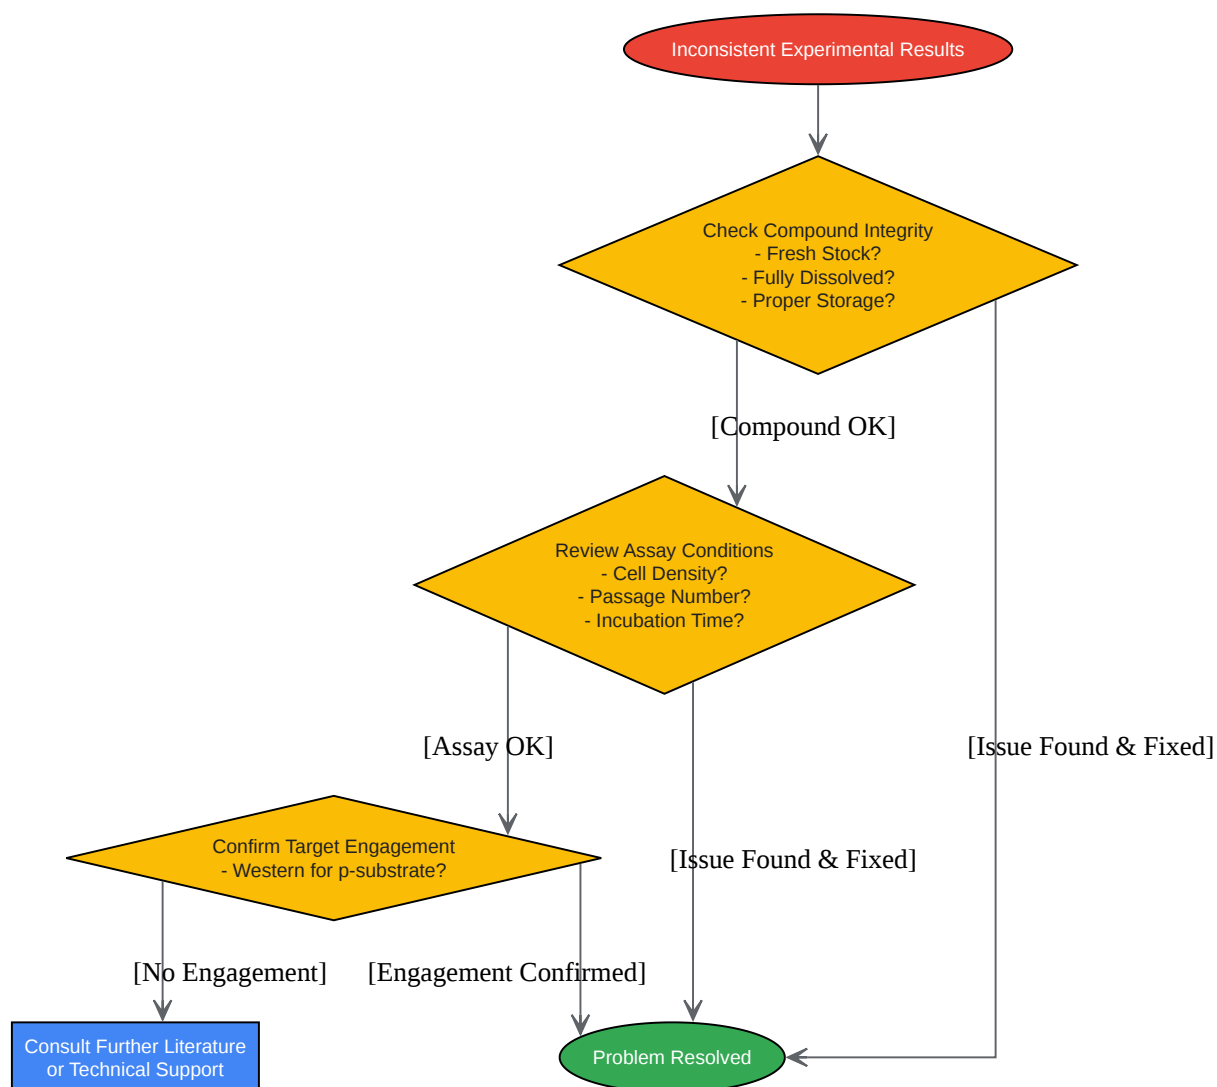 Inconsistent Experimental Results
Check Compound Integrity
- Fresh Stock?
- Fully Dissolved?
- Proper Storage?
[Compound OK]
Review Assay Conditions
- Cell Density?
- Passage Number?
- Incubation Time?
[Assay OK]
[Issue Found & Fixed]
Confirm Target Engagement
- Western for p-substrate?
[Issue Found & Fixed]
[No Engagement]
[Engagement Confirmed]
Consult Further Literature
or Technical Support
Problem Resolved